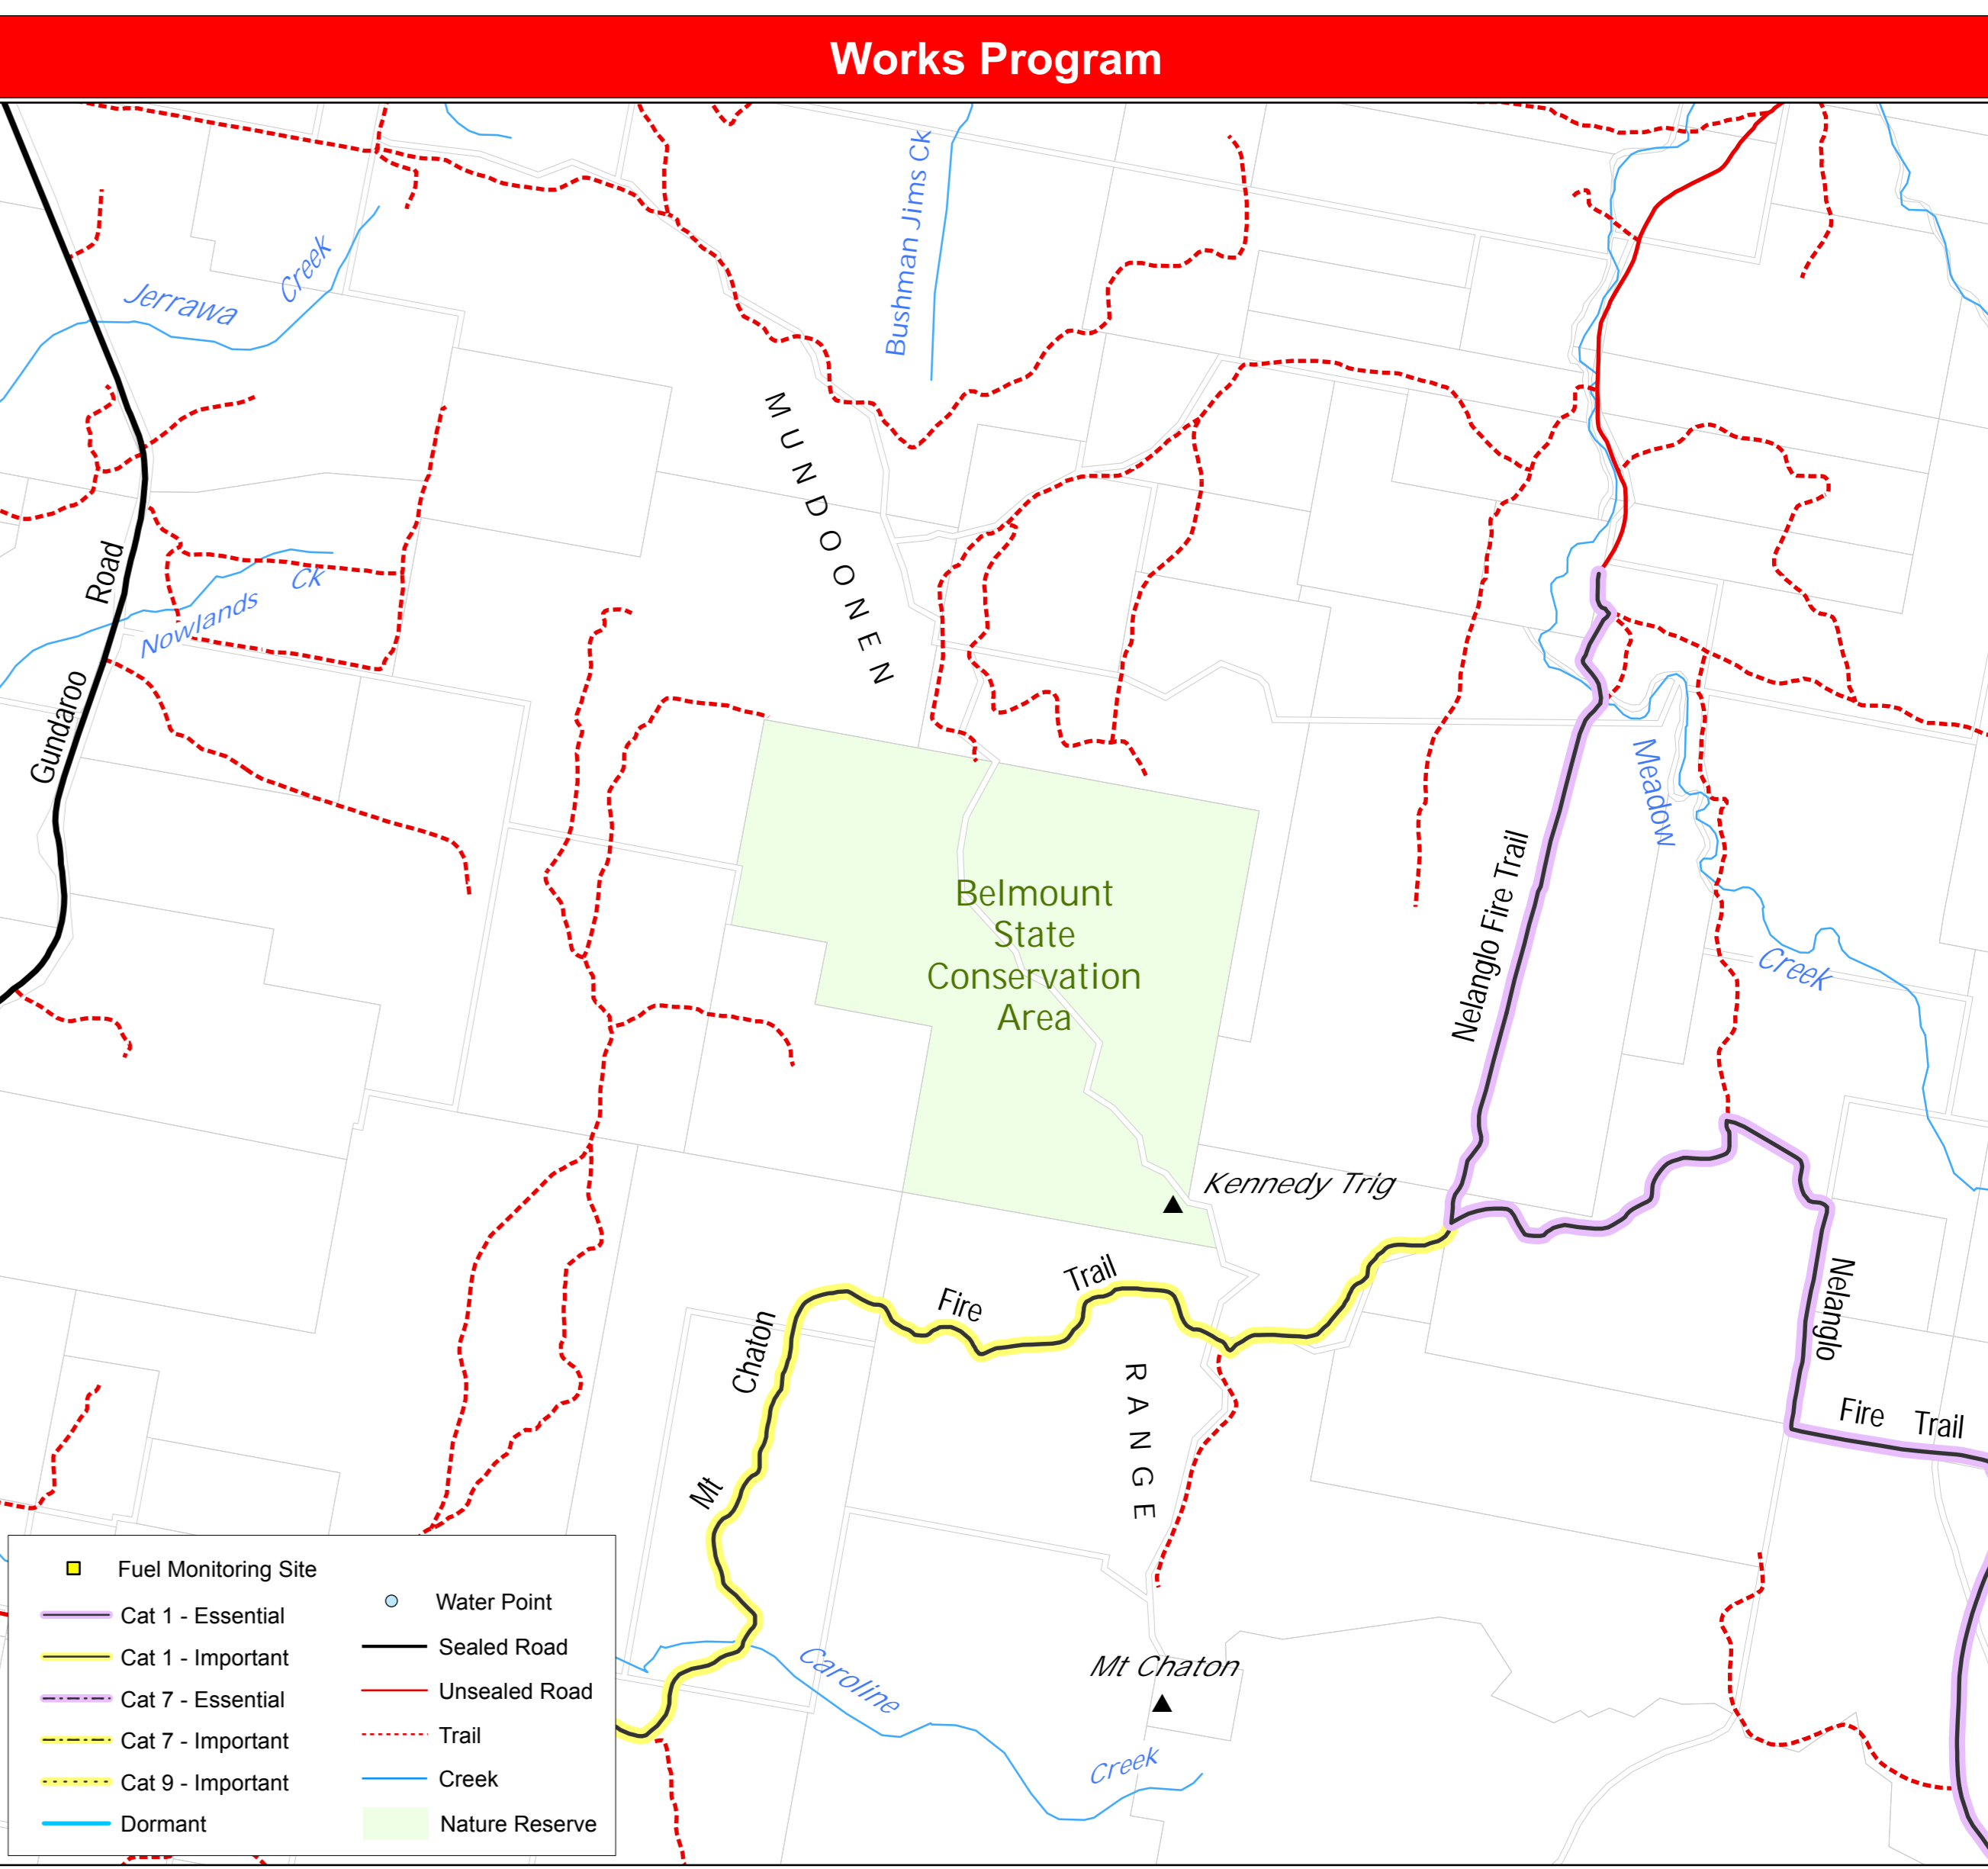 Works Program
Bushman Jims Ck
Jerrawa Creek
MUNDOONEN
Road
Nowlands Ck
Gundaroo
Meadow
Nelanglo Fire Trail
Belmount
State
Conservation
Area
Creek
Kennedy Trig
Nelanglo
Fire Trail
Mt Chaton Fire Trail
RANGE
Caroline
Creek
Mt Chaton
Fuel Monitoring Site
Cat 1 - Essential
Cat 1 - Important
Cat 7 - Essential
Cat 7 - Important
Cat 9 - Important
Dormant
Water Point
Sealed Road
Unsealed Road
Trail
Creek
Nature Reserve